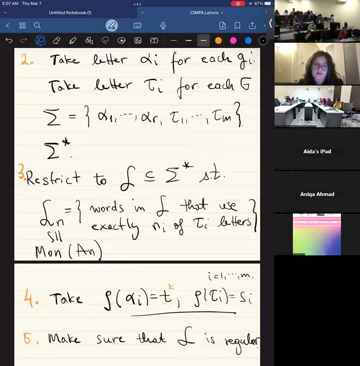 5:07 AM Thu Mar 7
87%
Untitled Notebook (1)
CIMPA Lahore
2. Take letter αi for each gi
Take letter τi for each G
Σ = { α1, ..., αr, τ1, ..., τm }
Σ*
3. Restrict to L ⊆ Σ* s.t.
Ln = { words in L that use
exactly ni of τi letters }
Mon (An)
i=1, ..., m.
4. Take ρ(αi) = t, ρ(τi) = si
5. Make sure that L is regular
Aida's iPad
Aniqa Ahmad